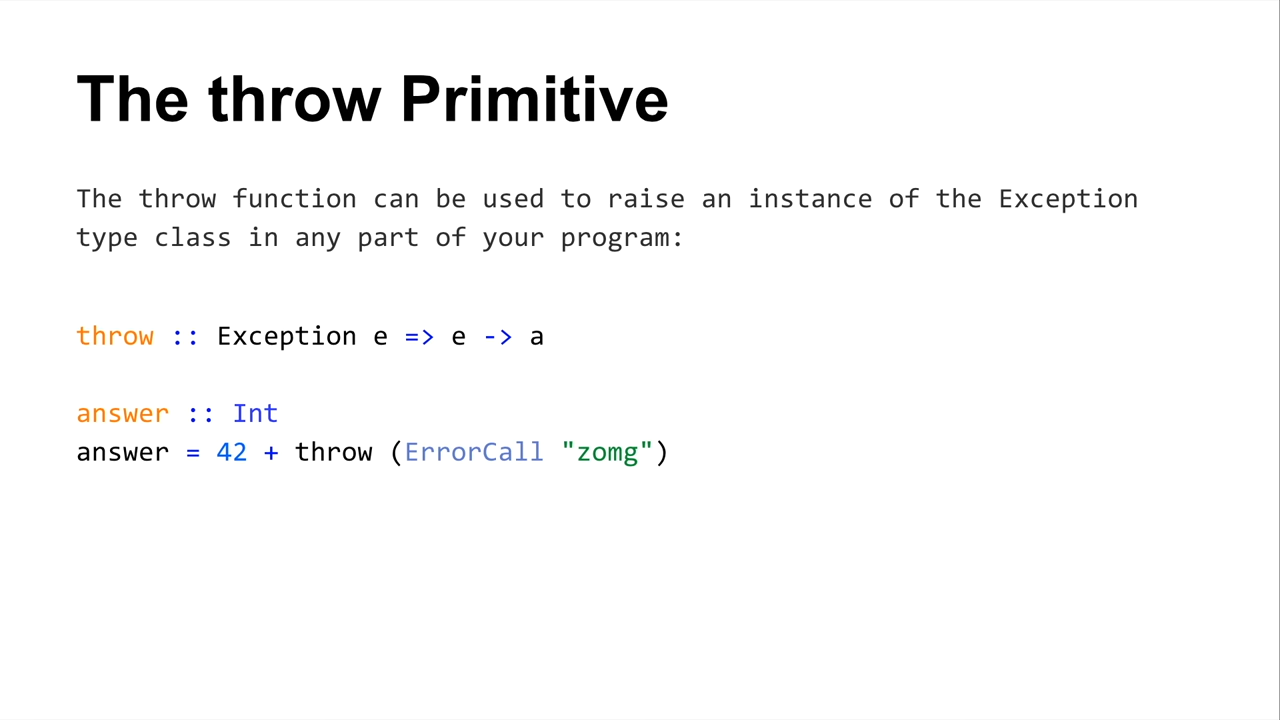 The throw Primitive
The throw function can be used to raise an instance of the Exception
type class in any part of your program:
throw :: Exception e => e -> a
answer :: Int
answer = 42 + throw (ErrorCall "zomg")